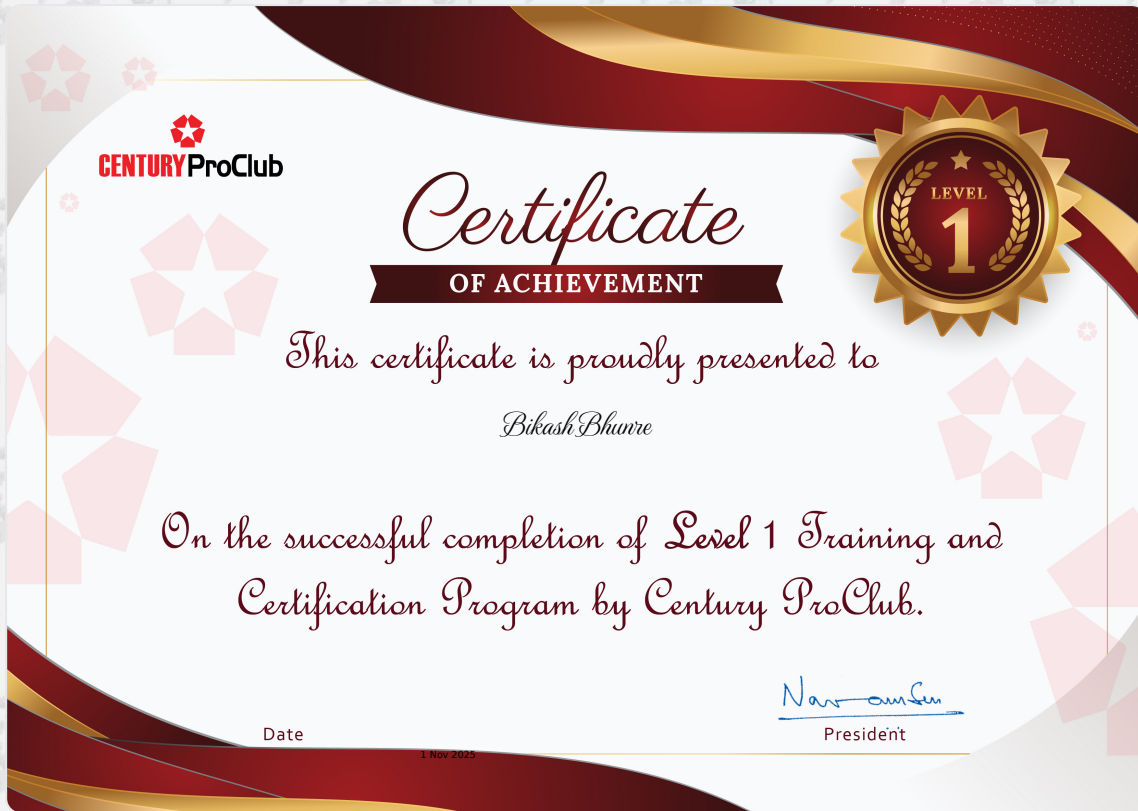 CENTURY ProClub
LEVEL
1
Certificate
OF ACHIEVEMENT
This certificate is proudly presented to
Bikash Bhunre
On the successful completion of Level 1 Training and
Certification Program by Century ProClub.
Date
President
1 Nov 2025